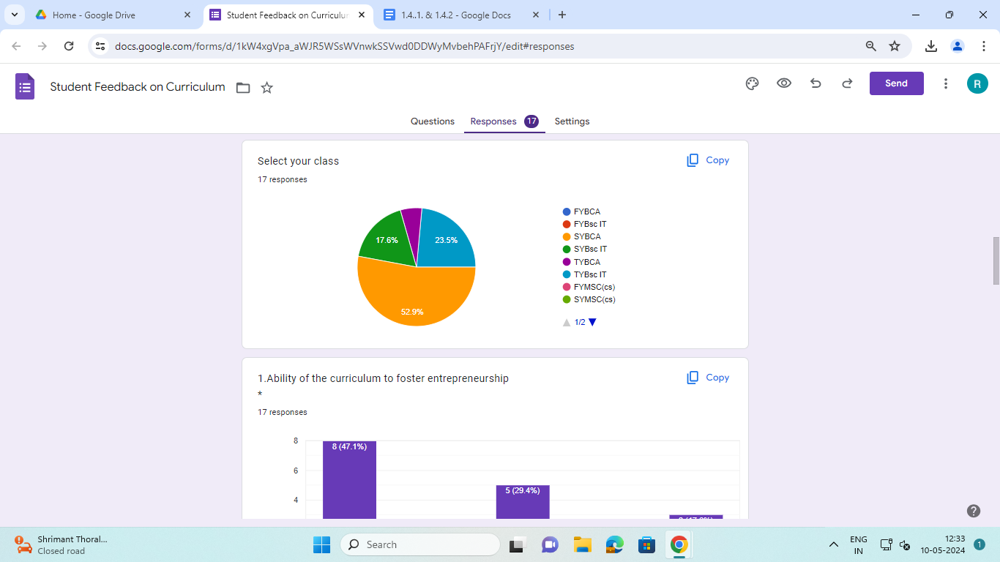 Home - Google Drive
Student Feedback on Curriculur
1.4..1. & 1.4.2 - Google Docs
docs.google.com/forms/d/1kW4xgVpa_aWJR5WSsWVnwkSSVwd0DDWyMvbehPAFrjY/edit#responses
Student Feedback on Curriculum
Send
R
Questions
Responses 17
Settings
Select your class
Copy
17 responses
17.6%
23.5%
52.9%
FYBCA
FYBsc IT
SYBCA
SYBsc IT
TYBCA
TYBsc IT
FYMSC(cs)
SYMSC(cs)
1/2
1.Ability of the curriculum to foster entrepreneurship
*
Copy
17 responses
8
6
4
8 (47.1%)
5 (29.4%)
Shrimant Thoral...
Closed road
Search
ENG
IN
12:33
10-05-2024
1